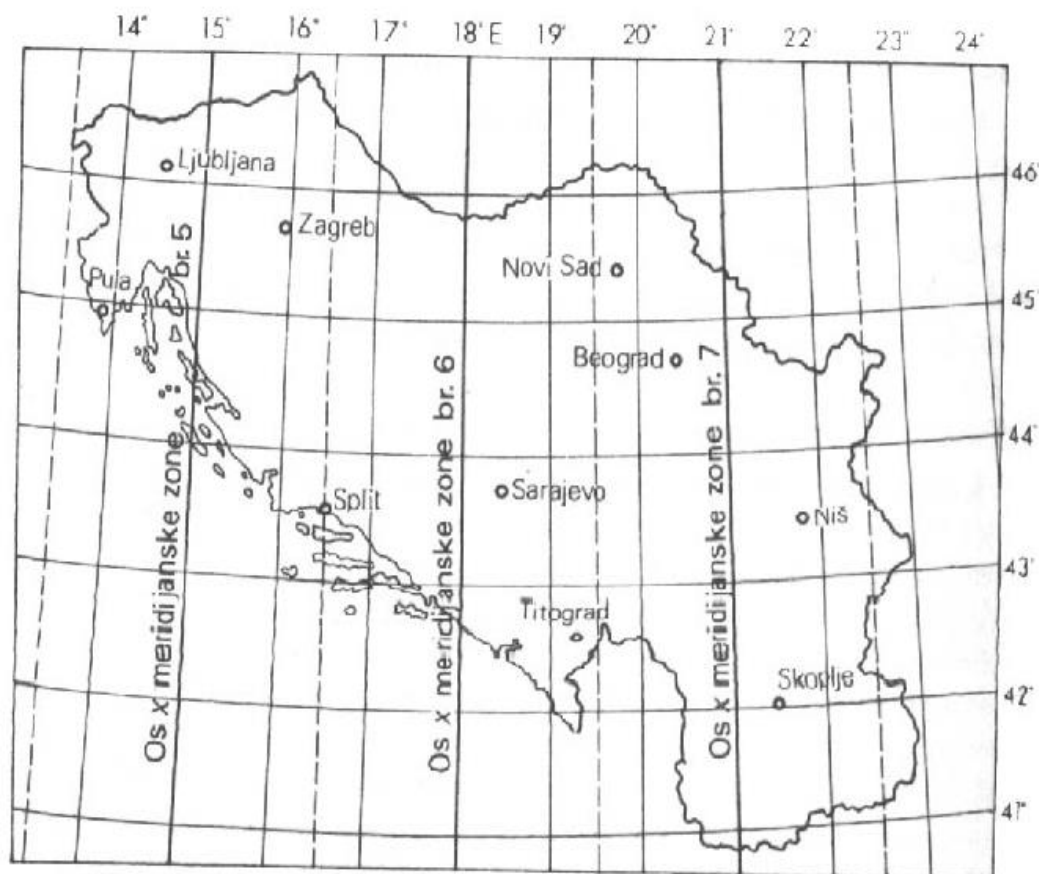 14° 15° 16° 17° 18° E 19° 20° 21° 22° 23° 24°
Ljubljana
46°
Zagreb
Novi Sad
Pula
45°
Beograd
44°
Sarajevo
Split
Niš
43°
Titograd
Skoplje
42°
41°
Os x meridijanske zone br. 5
Os x meridijanske zone br. 6
Os x meridijanske zone br. 7